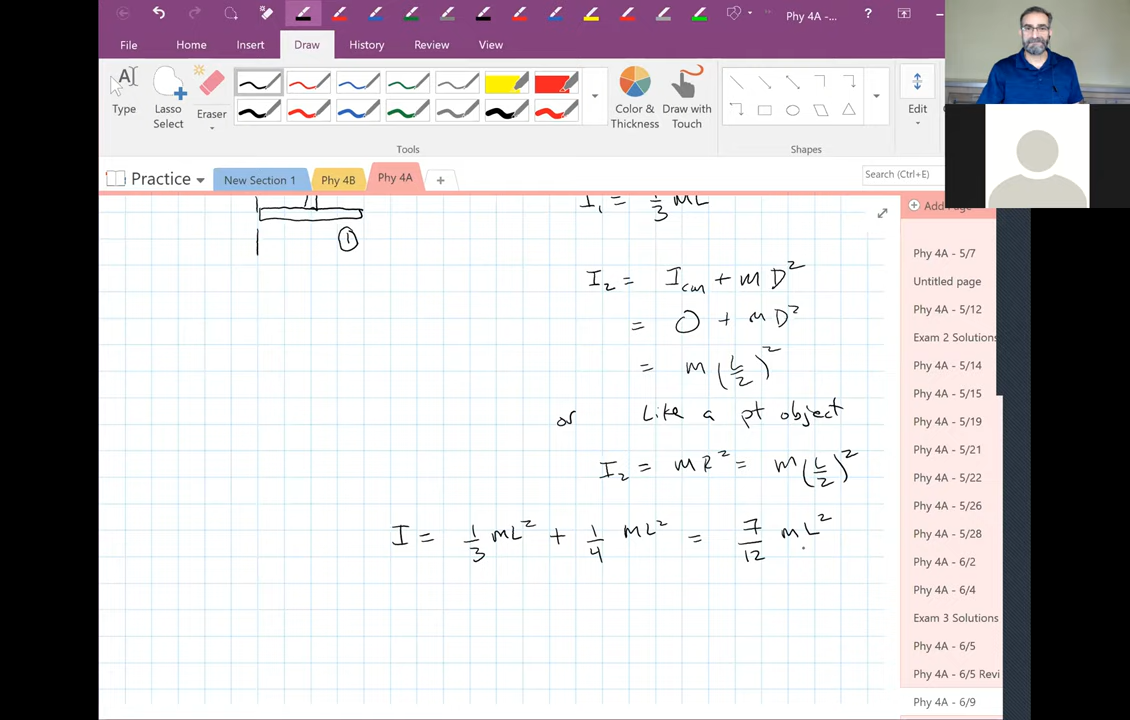 Phy 4A -...
?
File
Home
Insert
Draw
History
Review
View
Type
Lasso Select
Eraser
Color & Thickness
Draw with Touch
Edit
Tools
Shapes
Practice
New Section 1
Phy 4B
Phy 4A
+
Search (Ctrl+E)
Add Page
Phy 4A - 5/7
Untitled page
Phy 4A - 5/12
Exam 2 Solutions
Phy 4A - 5/14
Phy 4A - 5/15
Phy 4A - 5/19
Phy 4A - 5/21
Phy 4A - 5/22
Phy 4A - 5/26
Phy 4A - 5/28
Phy 4A - 6/2
Phy 4A - 6/4
Exam 3 Solutions
Phy 4A - 6/5
Phy 4A - 6/5 Revi
Phy 4A - 6/9
①
I₁ = 1/3 mL
I₂ = Icm + m D²
= 0 + m D²
= m (L/2)²
or Like a pt object
I₂ = m R² = m (L/2)²
I = 1/3 mL² + 1/4 mL² = 7/12 mL²